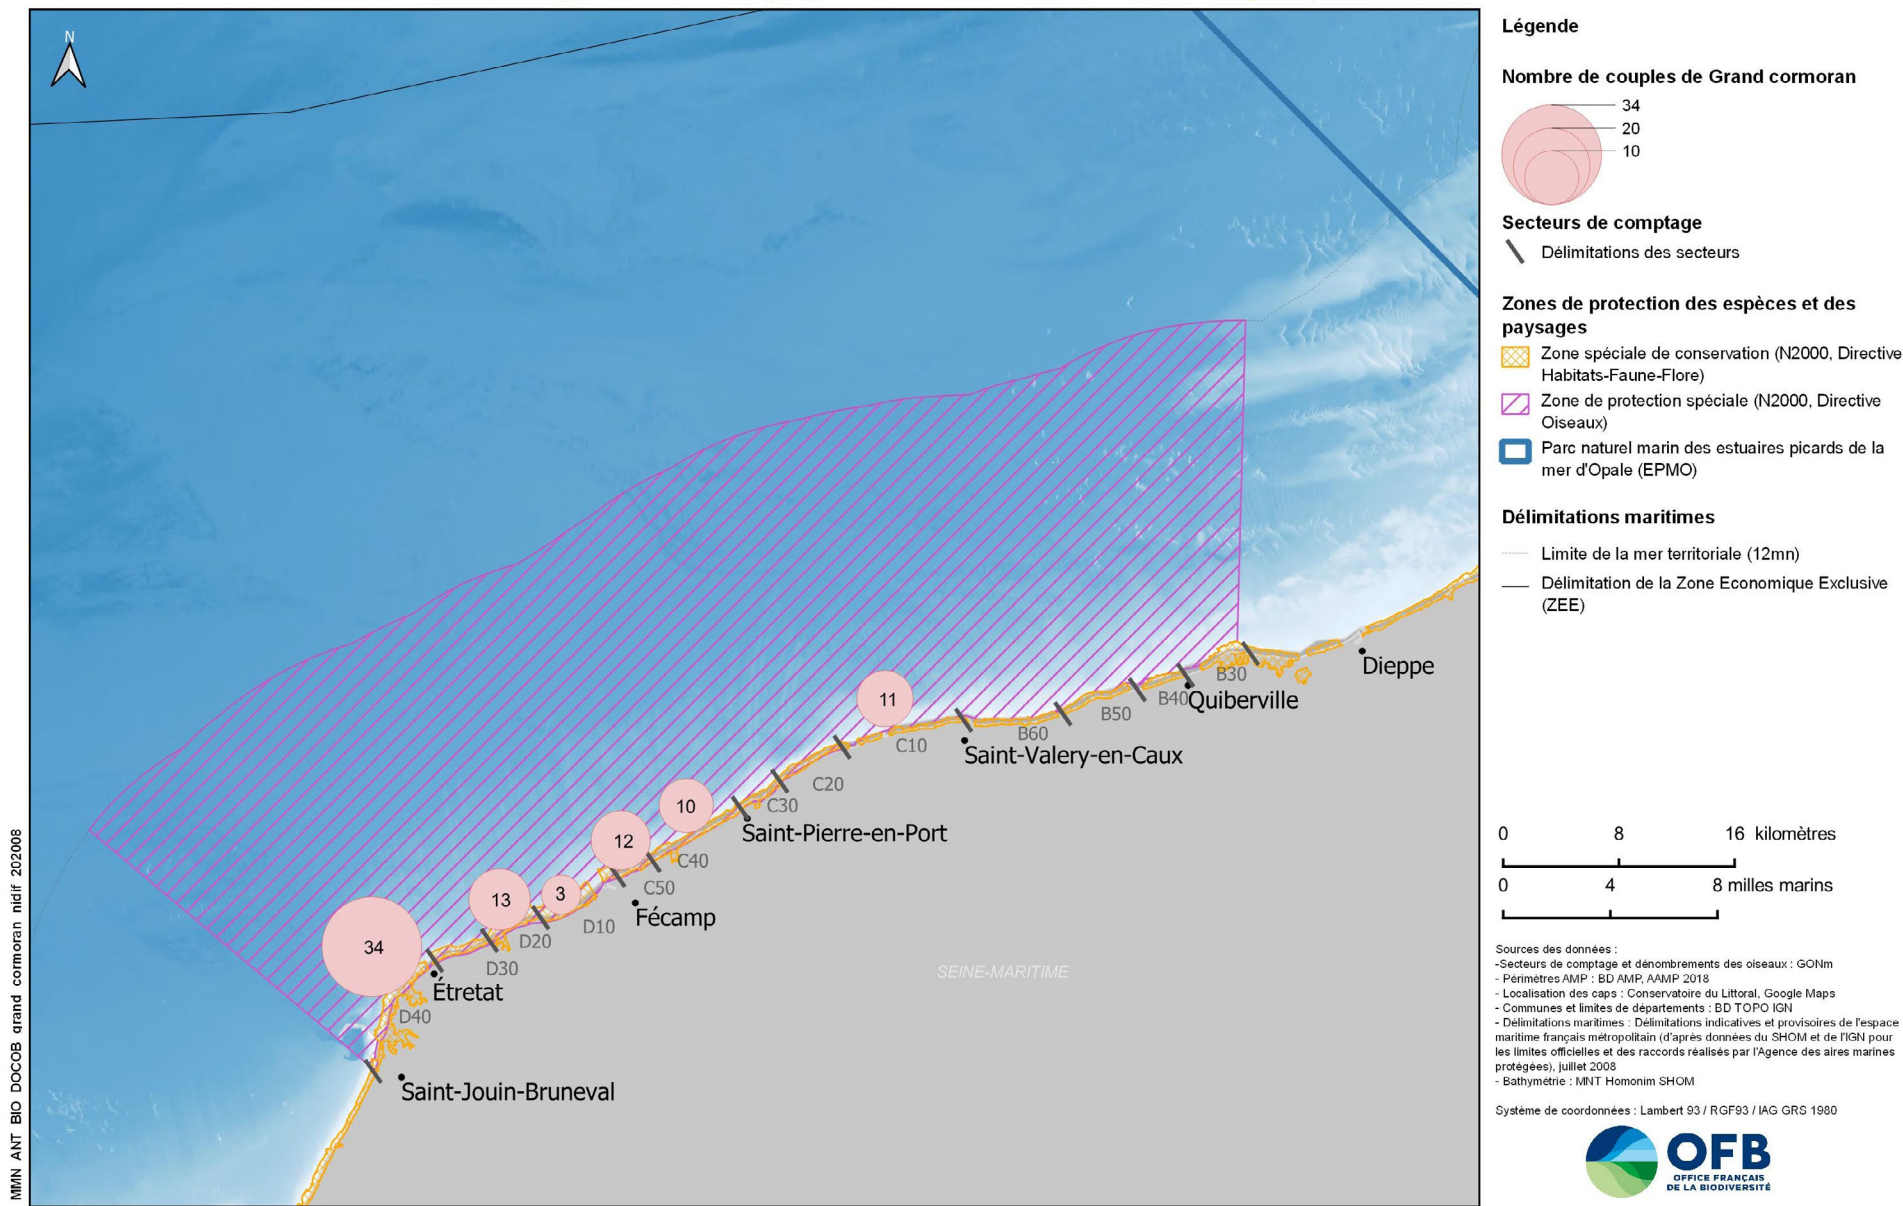 N
34
13
3
12
10
11
D40
D30
D20
D10
C50
C40
C30
C20
C10
B60
B50
B40
B30
Saint-Jouin-Bruneval
Étretat
Fécamp
Saint-Pierre-en-Port
Saint-Valery-en-Caux
Quiberville
Dieppe
SEINE-MARITIME
MMN ANT BIO DOCOB grand cormoran nidif 202008
Légende
Nombre de couples de Grand cormoran
34
20
10
Secteurs de comptage
Délimitations des secteurs
Zones de protection des espèces et des
paysages
Zone spéciale de conservation (N2000, Directive
Habitats-Faune-Flore)
Zone de protection spéciale (N2000, Directive
Oiseaux)
Parc naturel marin des estuaires picards de la
mer d'Opale (EPMO)
Délimitations maritimes
Limite de la mer territoriale (12mn)
Délimitation de la Zone Economique Exclusive
(ZEE)
0 8 16 kilomètres
0 4 8 milles marins
Sources des données :
-Secteurs de comptage et dénombrements des oiseaux : GONm
- Périmètres AMP : BD AMP, AAMP 2018
- Localisation des caps : Conservatoire du Littoral, Google Maps
- Communes et limites de départements : BD TOPO IGN
- Délimitations maritimes : Délimitations indicatives et provisoires de l'espace
maritime français métropolitain (d'après données du SHOM et de l'IGN pour
les limites officielles et des raccords réalisés par l'Agence des aires marines
protégées), juillet 2008
- Bathymétrie : MNT Homonim SHOM
Système de coordonnées : Lambert 93 / RGF93 / IAG GRS 1980
OFB
OFFICE FRANÇAIS
DE LA BIODIVERSITÉ